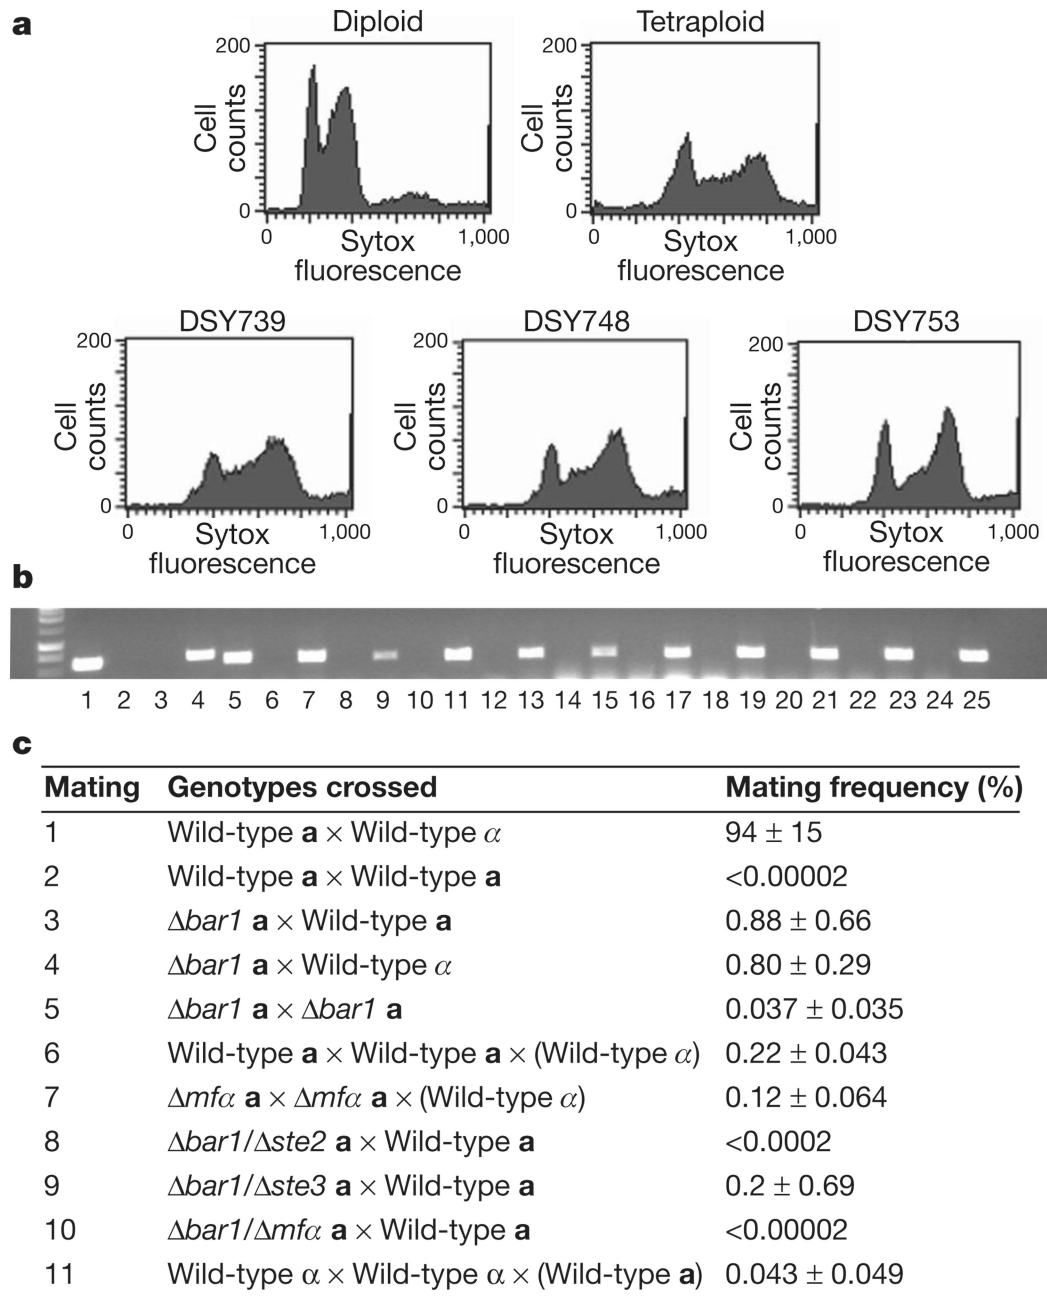 a
Diploid
Tetraploid
200
200
Cell
counts
Cell
counts
0
0
0
Sytox
fluorescence
1,000
0
Sytox
fluorescence
1,000
DSY739
DSY748
DSY753
200
200
200
Cell
counts
Cell
counts
Cell
counts
0
0
0
0
Sytox
fluorescence
1,000
0
Sytox
fluorescence
1,000
0
Sytox
fluorescence
1,000
b
1 2 3 4 5 6 7 8 9 10 11 12 13 14 15 16 17 18 19 20 21 22 23 24 25
c
Mating Genotypes crossed Mating frequency (%)
1 Wild-type a × Wild-type α 94 ± 15
2 Wild-type a × Wild-type a <0.00002
3 Δbar1 a × Wild-type a 0.88 ± 0.66
4 Δbar1 a × Wild-type α 0.80 ± 0.29
5 Δbar1 a × Δbar1 a 0.037 ± 0.035
6 Wild-type a × Wild-type a × (Wild-type α) 0.22 ± 0.043
7 Δmfα a × Δmfα a × (Wild-type α) 0.12 ± 0.064
8 Δbar1/Δste2 a × Wild-type a <0.0002
9 Δbar1/Δste3 a × Wild-type a 0.2 ± 0.69
10 Δbar1/Δmfα a × Wild-type a <0.00002
11 Wild-type α × Wild-type α × (Wild-type a) 0.043 ± 0.049